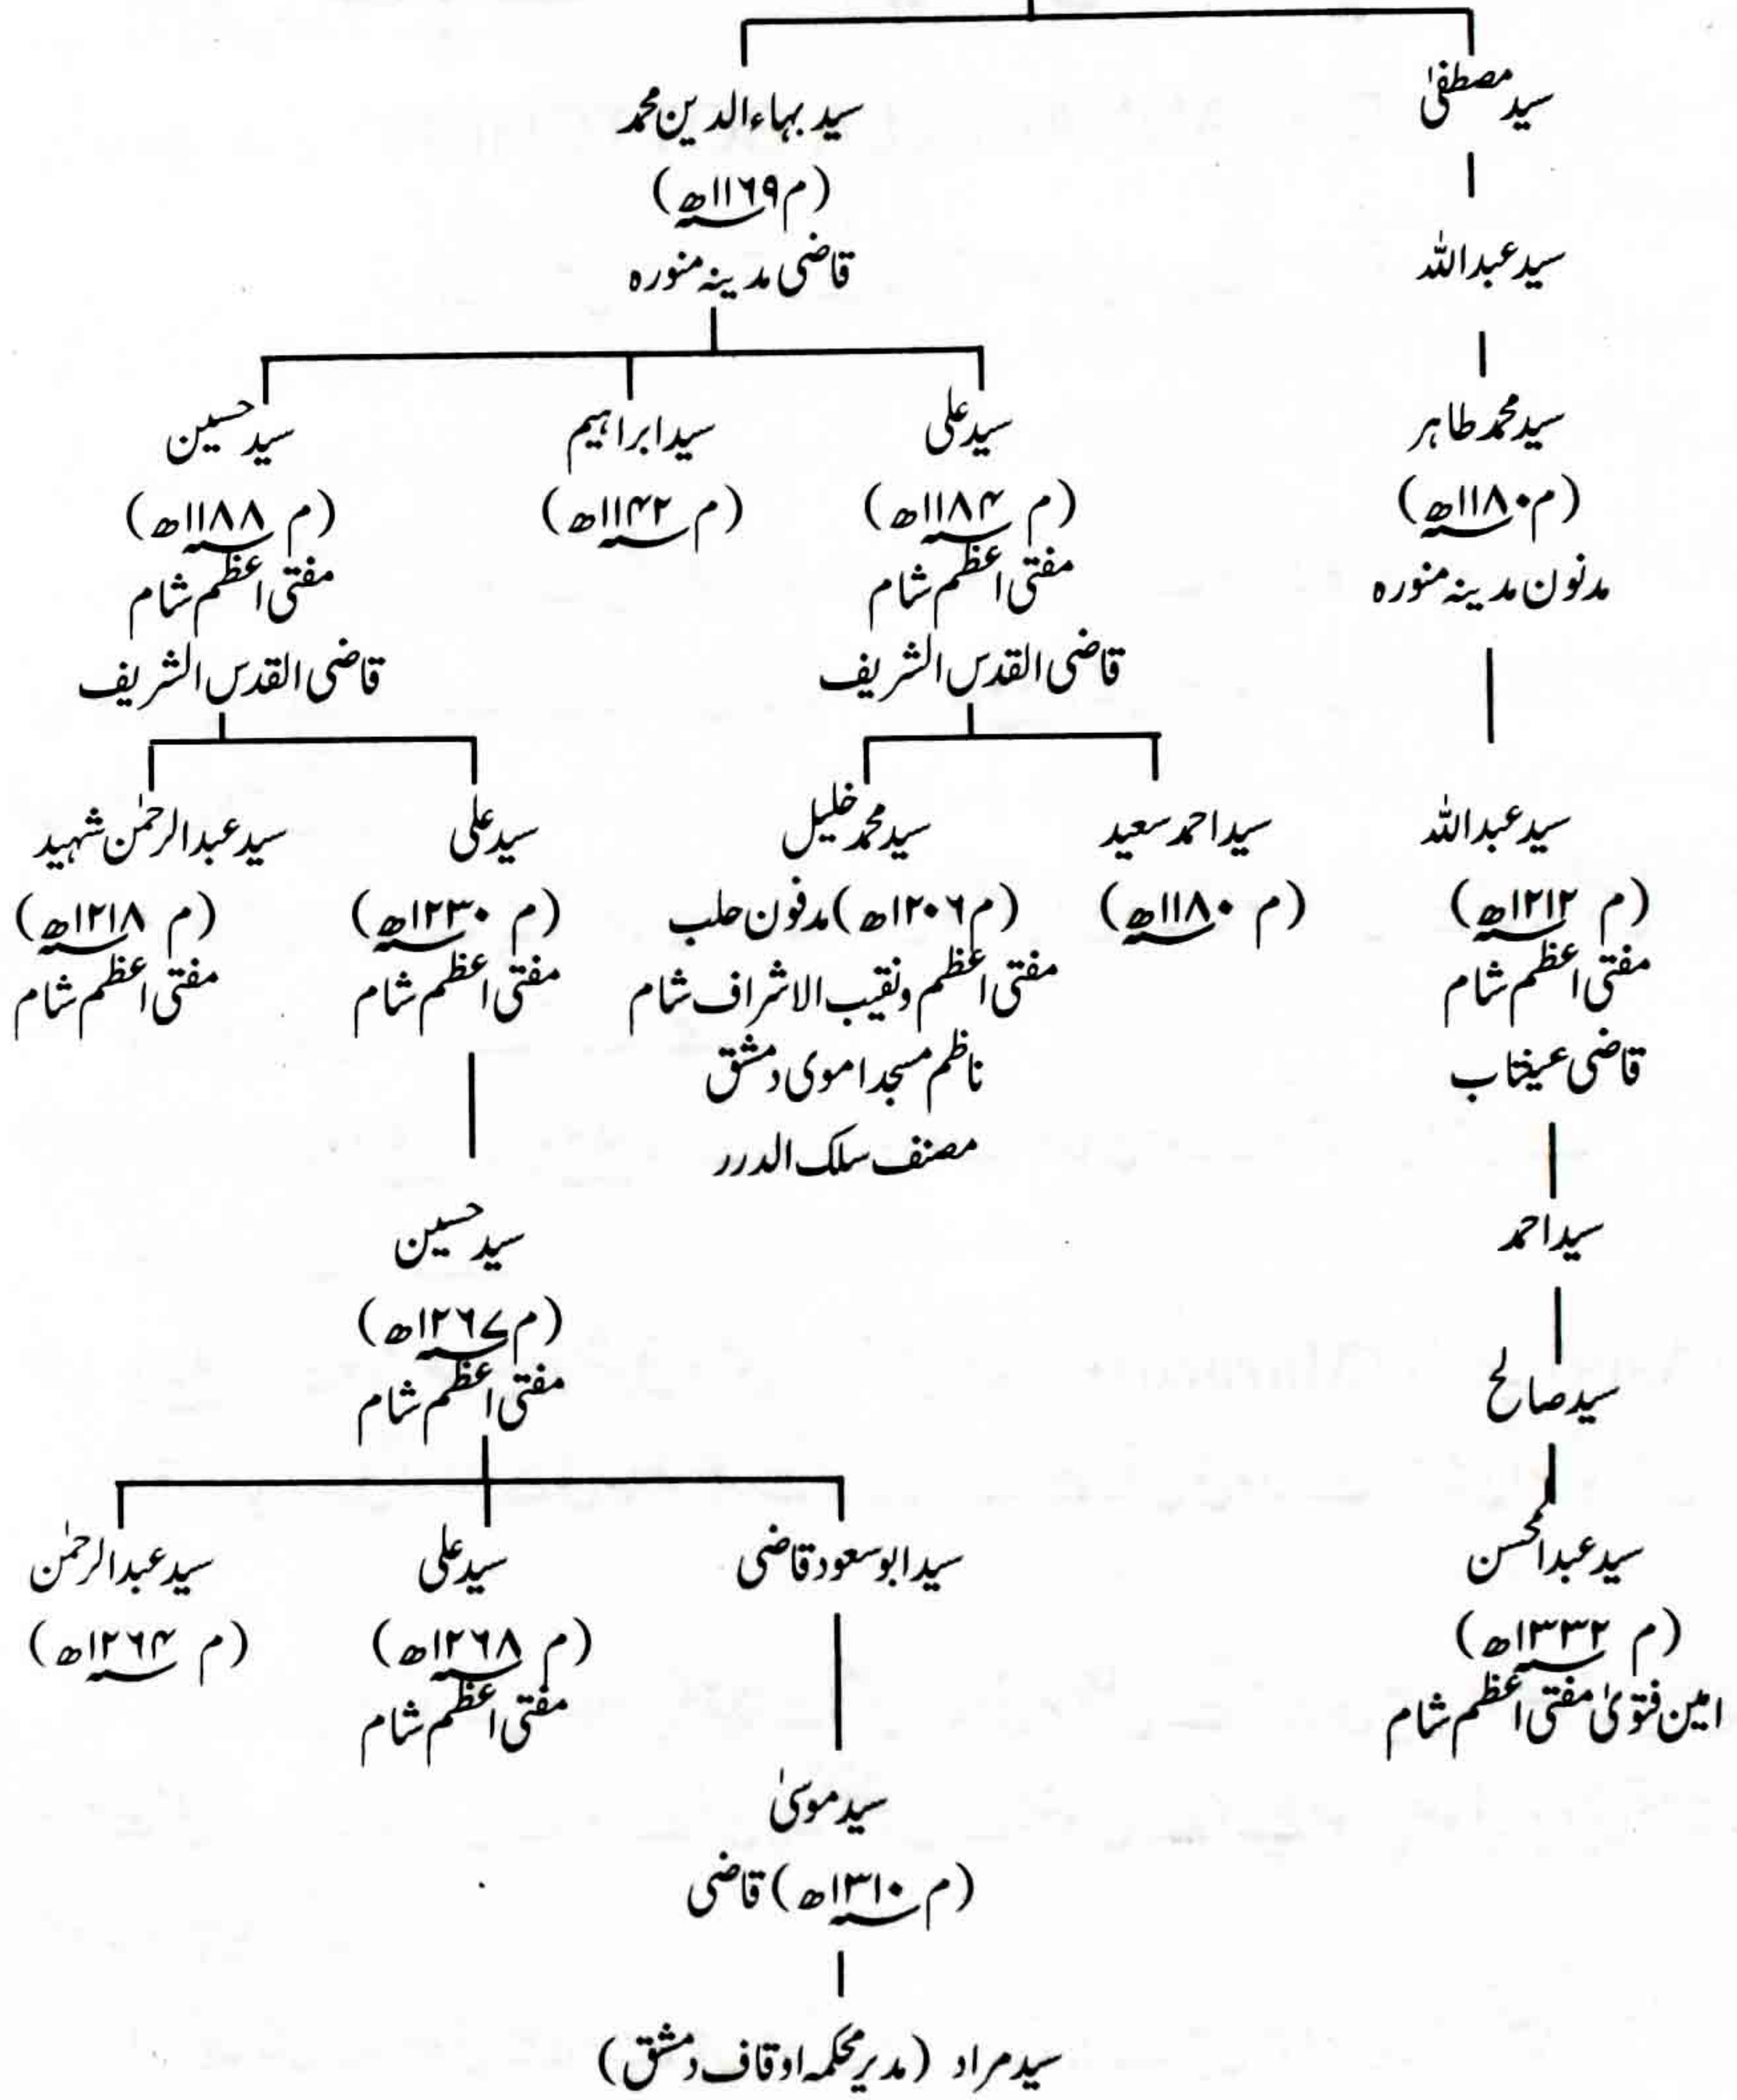 سید مصطفیٰ
سید بہاءالدین محمد
(م ۱۱۶۹ھ)
قاضی مدینہ منورہ
سید عبداللہ
سید محمد طاہر
(م ۱۱۸۰ھ)
مدنون مدینہ منورہ
سید علی
(م ۱۱۸۴ھ)
مفتی اعظم شام
قاضی القدس الشریف
سید ابراہیم
(م ۱۱۴۲ھ)
سید حسین
(م ۱۱۸۸ھ)
مفتی اعظم شام
قاضی القدس الشریف
سید عبداللہ
(م ۱۲۱۲ھ)
مفتی اعظم شام
قاضی عینتاب
سید احمد سعید
(م ۱۱۸۰ھ)
سید محمد خلیل
(م ۱۲۰۶ھ) مدفون حلب
مفتی اعظم و نقیب الاشراف شام
ناظم مسجد اموی دمشق
مصنف سلک الدرر
سید علی
(م ۱۲۳۰ھ)
مفتی اعظم شام
سید عبدالرحمٰن شہید
(م ۱۲۱۸ھ)
مفتی اعظم شام
سید احمد
سید حسین
(م ۱۲۶۷ھ)
مفتی اعظم شام
سید صالح
سید عبدالمحسن
(م ۱۳۳۲ھ)
امین فتویٰ مفتی اعظم شام
سید ابو سعود قاضی
سید علی
(م ۱۲۶۸ھ)
مفتی اعظم شام
سید عبدالرحمٰن
(م ۱۲۶۴ھ)
سید موسیٰ
(م ۱۳۱۰ھ) قاضی
سید مراد (مدیر محکمہ اوقاف دمشق)